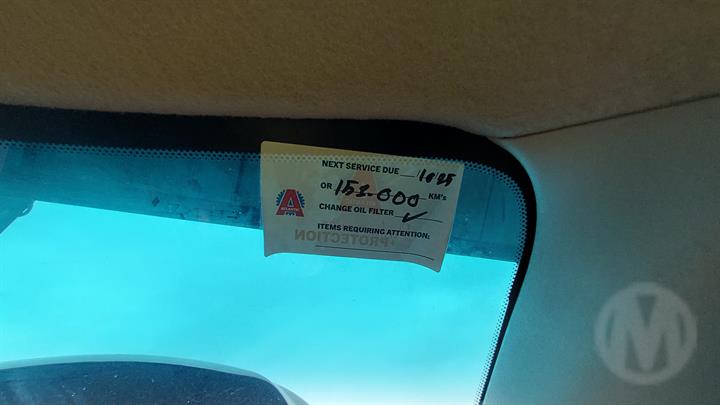 NEXT SERVICE DUE 10/25
OR 153-000 KM's
CHANGE OIL FILTER ✓
ITEMS REQUIRING ATTENTION:
PROTECTION
A
M